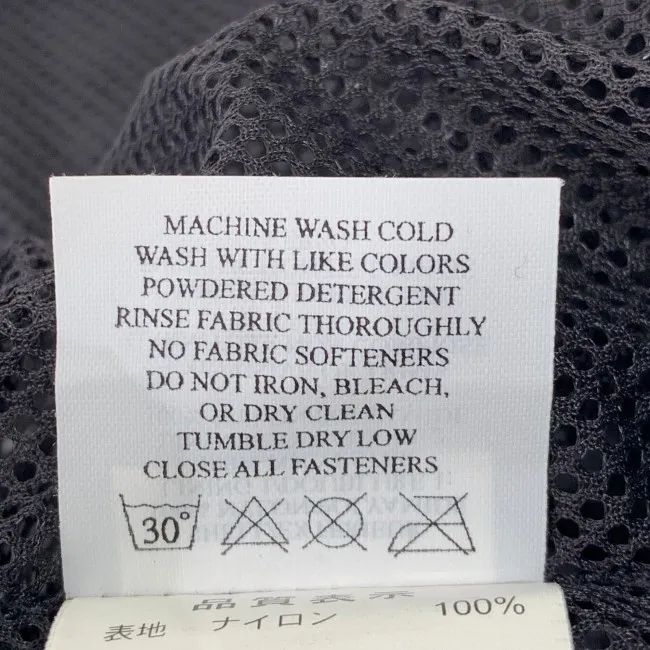 MACHINE WASH COLD
WASH WITH LIKE COLORS
POWDERED DETERGENT
RINSE FABRIC THOROUGHLY
NO FABRIC SOFTENERS
DO NOT IRON, BLEACH,
OR DRY CLEAN
TUMBLE DRY LOW
CLOSE ALL FASTENERS
30°
品質表示
表地 ナイロン 100%